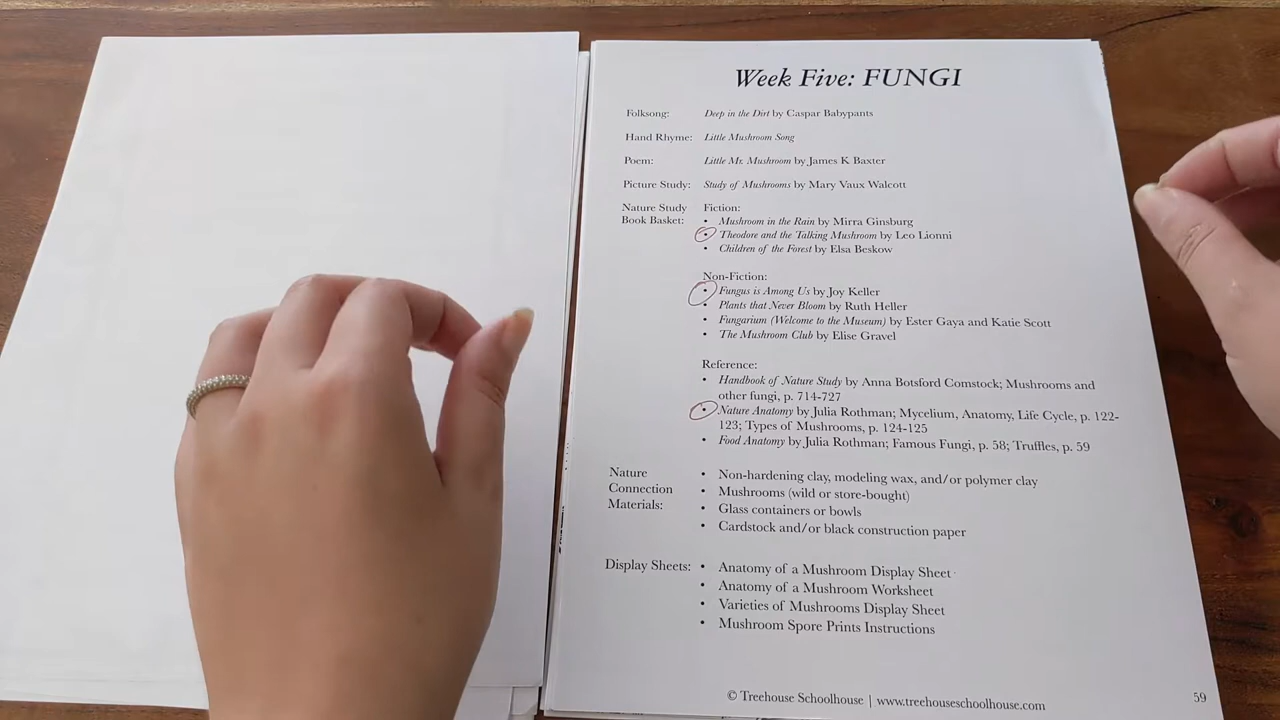 Week Five: FUNGI
Folksong: Deep in the Dirt by Caspar Babypants
Hand Rhyme: Little Mushroom Song
Poem: Little Mr. Mushroom by James K Baxter
Picture Study: Study of Mushrooms by Mary Vaux Walcott
Nature Study Fiction:
Book Basket: • Mushroom in the Rain by Mirra Ginsburg
• Theodore and the Talking Mushroom by Leo Lionni
• Children of the Forest by Elsa Beskow
Non-Fiction:
• Fungus is Among Us by Joy Keller
• Plants that Never Bloom by Ruth Heller
• Fungarium (Welcome to the Museum) by Ester Gaya and Katie Scott
• The Mushroom Club by Elise Gravel
Reference:
• Handbook of Nature Study by Anna Botsford Comstock; Mushrooms and
other fungi, p. 714-727
• Nature Anatomy by Julia Rothman; Mycelium, Anatomy, Life Cycle, p. 122-
123; Types of Mushrooms, p. 124-125
• Food Anatomy by Julia Rothman; Famous Fungi, p. 58; Truffles, p. 59
Nature • Non-hardening clay, modeling wax, and/or polymer clay
Connection • Mushrooms (wild or store-bought)
Materials: • Glass containers or bowls
• Cardstock and/or black construction paper
Display Sheets: • Anatomy of a Mushroom Display Sheet
• Anatomy of a Mushroom Worksheet
• Varieties of Mushrooms Display Sheet
• Mushroom Spore Prints Instructions
© Treehouse Schoolhouse | www.treehouseschoolhouse.com 59